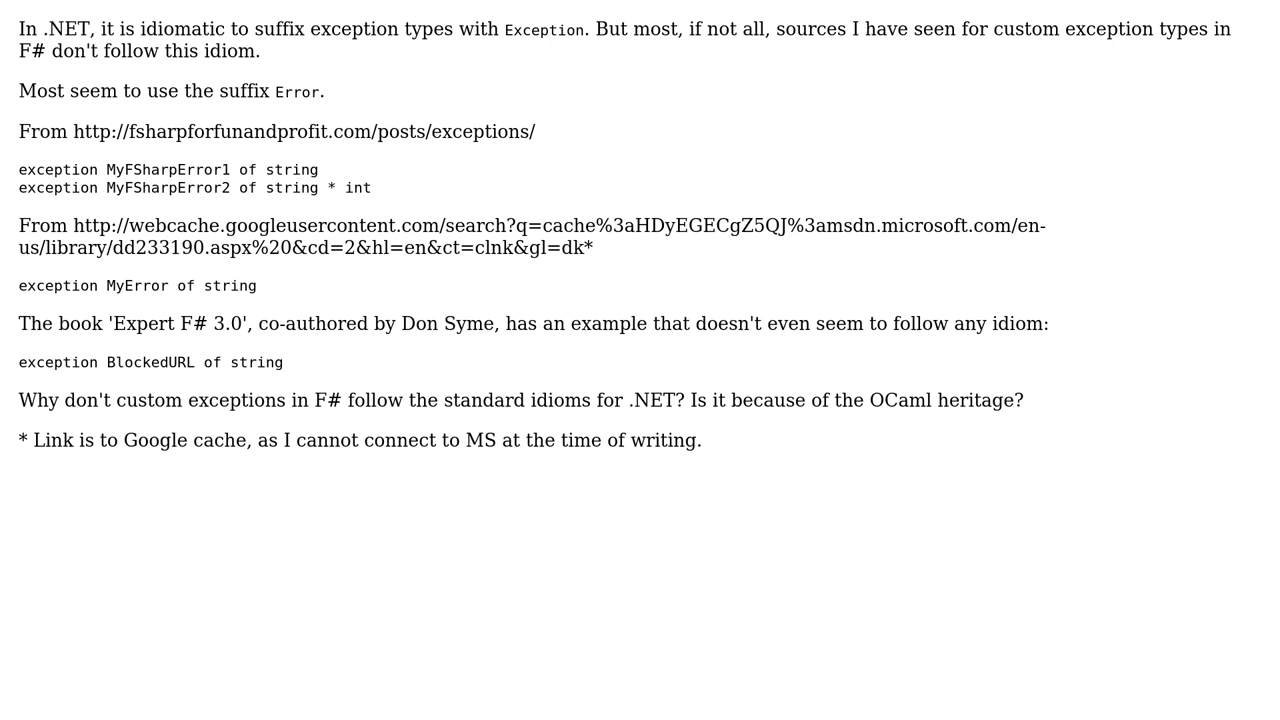 In .NET, it is idiomatic to suffix exception types with Exception. But most, if not all, sources I have seen for custom exception types in
F# don't follow this idiom.
Most seem to use the suffix Error.
From http://fsharpforfunandprofit.com/posts/exceptions/
exception MyFSharpError1 of string
exception MyFSharpError2 of string * int
From http://webcache.googleusercontent.com/search?q=cache%3aHDyEGECgZ5QJ%3amsdn.microsoft.com/en-
us/library/dd233190.aspx%20&cd=2&hl=en&ct=clnk&gl=dk*
exception MyError of string
The book 'Expert F# 3.0', co-authored by Don Syme, has an example that doesn't even seem to follow any idiom:
exception BlockedURL of string
Why don't custom exceptions in F# follow the standard idioms for .NET? Is it because of the OCaml heritage?
* Link is to Google cache, as I cannot connect to MS at the time of writing.